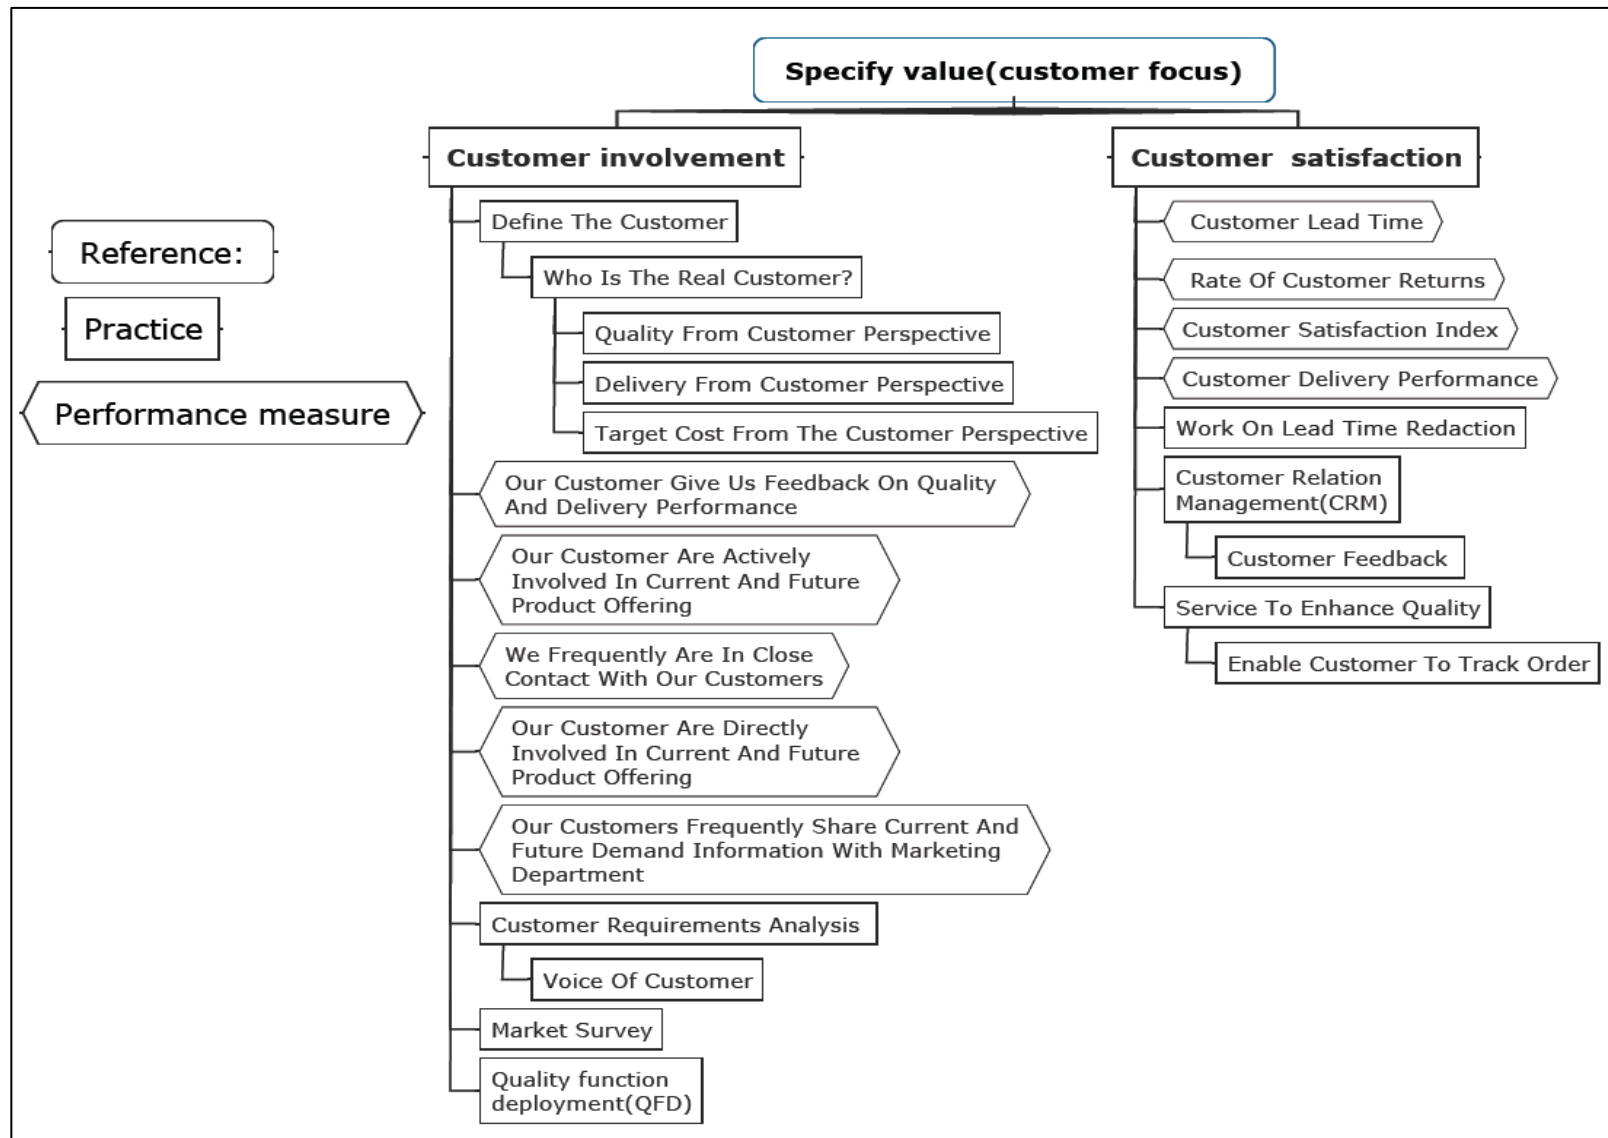 Specify value(customer focus)
Customer involvement
Customer satisfaction
Reference:
Practice
Performance measure
Define The Customer
Who Is The Real Customer?
Quality From Customer Perspective
Delivery From Customer Perspective
Target Cost From The Customer Perspective
Our Customer Give Us Feedback On Quality
And Delivery Performance
Our Customer Are Actively
Involved In Current And Future
Product Offering
We Frequently Are In Close
Contact With Our Customers
Our Customer Are Directly
Involved In Current And Future
Product Offering
Our Customers Frequently Share Current And
Future Demand Information With Marketing
Department
Customer Requirements Analysis
Voice Of Customer
Market Survey
Quality function
deployment(QFD)
Customer Lead Time
Rate Of Customer Returns
Customer Satisfaction Index
Customer Delivery Performance
Work On Lead Time Redaction
Customer Relation
Management(CRM)
Customer Feedback
Service To Enhance Quality
Enable Customer To Track Order